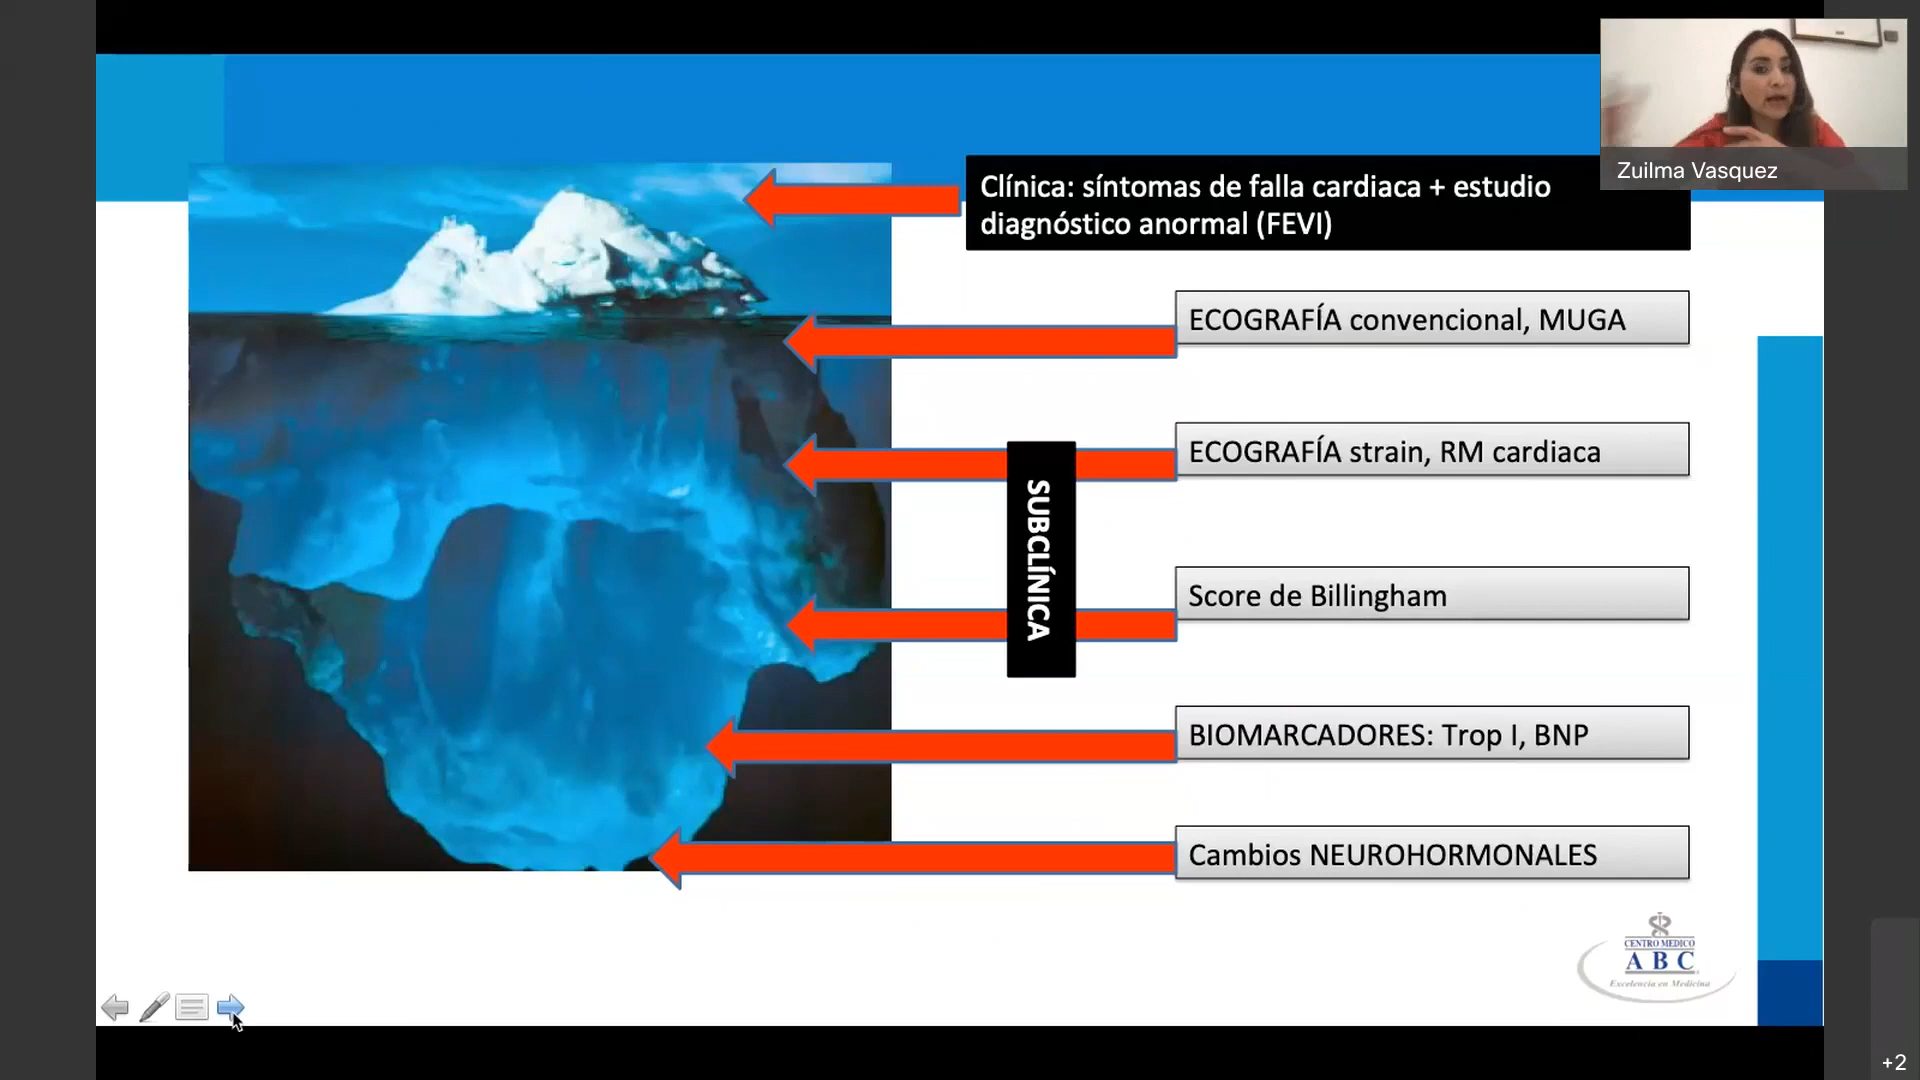 Zuilma Vasquez
Clínica: síntomas de falla cardiaca + estudio
diagnóstico anormal (FEVI)
ECOGRAFÍA convencional, MUGA
ECOGRAFÍA strain, RM cardiaca
SUBCLÍNICA
Score de Billingham
BIOMARCADORES: Trop I, BNP
Cambios NEUROHORMONALES
CENTRO MEDICO
ABC
Excelencia en Medicina
+2